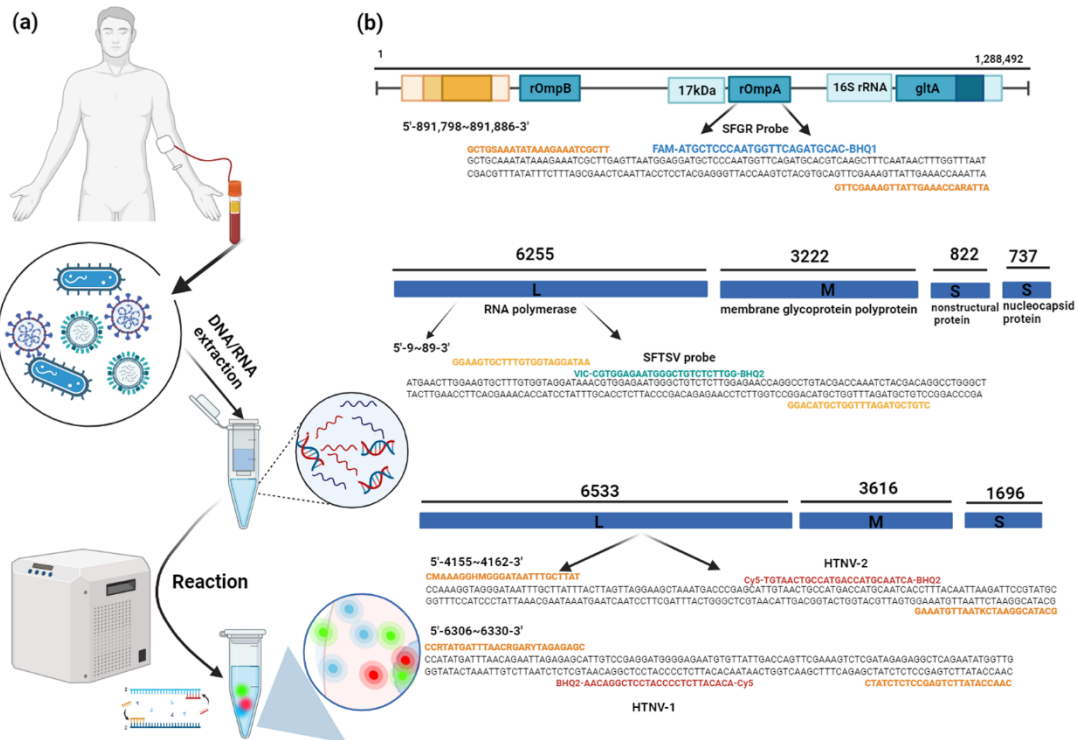 (a)
DNA/RNA
extraction
Reaction
(b)
1
1,288,492
rOmpB
17kDa
rOmpA
16S rRNA
gltA
5'-891,798~891,886-3'
SFGR Probe
GCTGSAAATATAAAGAAATCGCTT
FAM-ATGCTCCCAATGGTTCAGATGCAC-BHQ1
GCTGCAAATATAAAGAAATCGCTTGAGTTAATGGAGGATGCTCCCAATGGTTCAGATGCACGTCAAGCTTTCAATAACTTTGGTTTAAT
CGACGTTTATATTTCTTTAGCGAACTCAATTACCTCCTACGAGGGTTACCAAGTCTACGTGCAGTTCGAAAGTTATTGAAACCAAATTA
GTTCGAAAGTTATTGAAACCARATTA
6255
3222
822
737
L
M
S
S
RNA polymerase
membrane glycoprotein polyprotein
nonstructural
protein
nucleocapsid
protein
5'-9~89-3'
GGAAGTGCTTTGTGGTAGGATAA
SFTSV probe
VIC-CGTGGAGAATGGGCTGTCTCTTGG-BHQ2
ATGAACTTGGAAGTGCTTTGTGGTAGGATAAACGTGGAGAATGGGCTGTCTCTTGGAGAACCAGGCCTGTACGACCAAATCTACGACAGGCCTGGGCT
TACTTGAACCTTCACGAAACACCATCCTATTTGCACCTCTTACCCGACAGAGAACCTCTTGGTCCGGACATGCTGGTTTAGATGCTGTCCGGACCCGA
GGACATGCTGGTTTAGATGCTGTC
6533
3616
1696
L
M
S
5'-4155~4162-3'
HTNV-2
CMAAAGGHMGGGATAATTTGCTTAT
Cy5-TGTAACTGCCATGACCATGCAATCA-BHQ2
CCAAAGGTAGGGATAATTTGCTTATTTACTTAGTTAGGAAGCTAAATGACCCGAGCATTGTAACTGCCATGACCATGCAATCACCTTTACAATTAAGATTCCGTATGC
GGTTTCCATCCCTATTAAACGAATAAATGAATCAATCCTTCGATTTACTGGGCTCGTAACATTGACGGTACTGGTACGTTAGTGGAAATGTTAATTCTAAGGCATACG
GAAATGTTAATKCTAAGGCATACG
5'-6306~6330-3'
CCRTATGATTTAACRGARYTAGAGAGC
CCATATGATTTAACAGAATTAGAGAGCATTGTCCGAGGATGGGGAGAATGTGTTATTGACCAGTTCGAAAGTCTCGATAGAGAGGCTCAGAATATGGTTG
GGTATACTAAATTGTCTTAATCTCTCGTAACAGGCTCCTACCCCTCTTACACAATAACTGGTCAAGCTTTCAGAGCTATCTCTCCGAGTCTTATACCAAC
BHQ2-AACAGGCTCCTACCCCTCTTACACA-Cy5
CTATCTCTCCGAGTCTTATACCAAC
HTNV-1